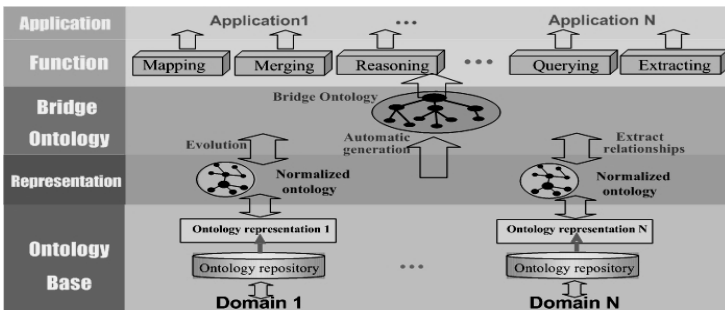 Application
Application1 ... Application N
Function
Mapping Merging Reasoning ... Querying Extracting
Bridge
Ontology
Bridge Ontology
Evolution
Automatic
generation
Extract
relationships
Representation
Normalized
ontology
Normalized
ontology
Ontology
Base
Ontology representation 1
Ontology representation N
Ontology repository ... Ontology repository
Domain 1 Domain N